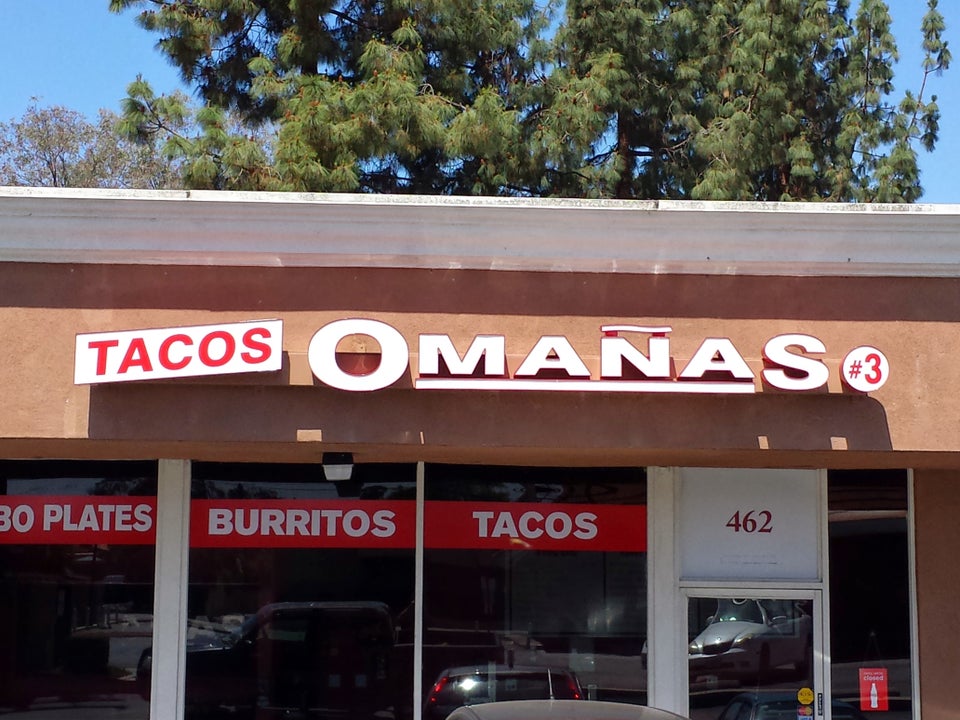 TACOS OMAÑAS #3
BO PLATES BURRITOS TACOS 462
closed